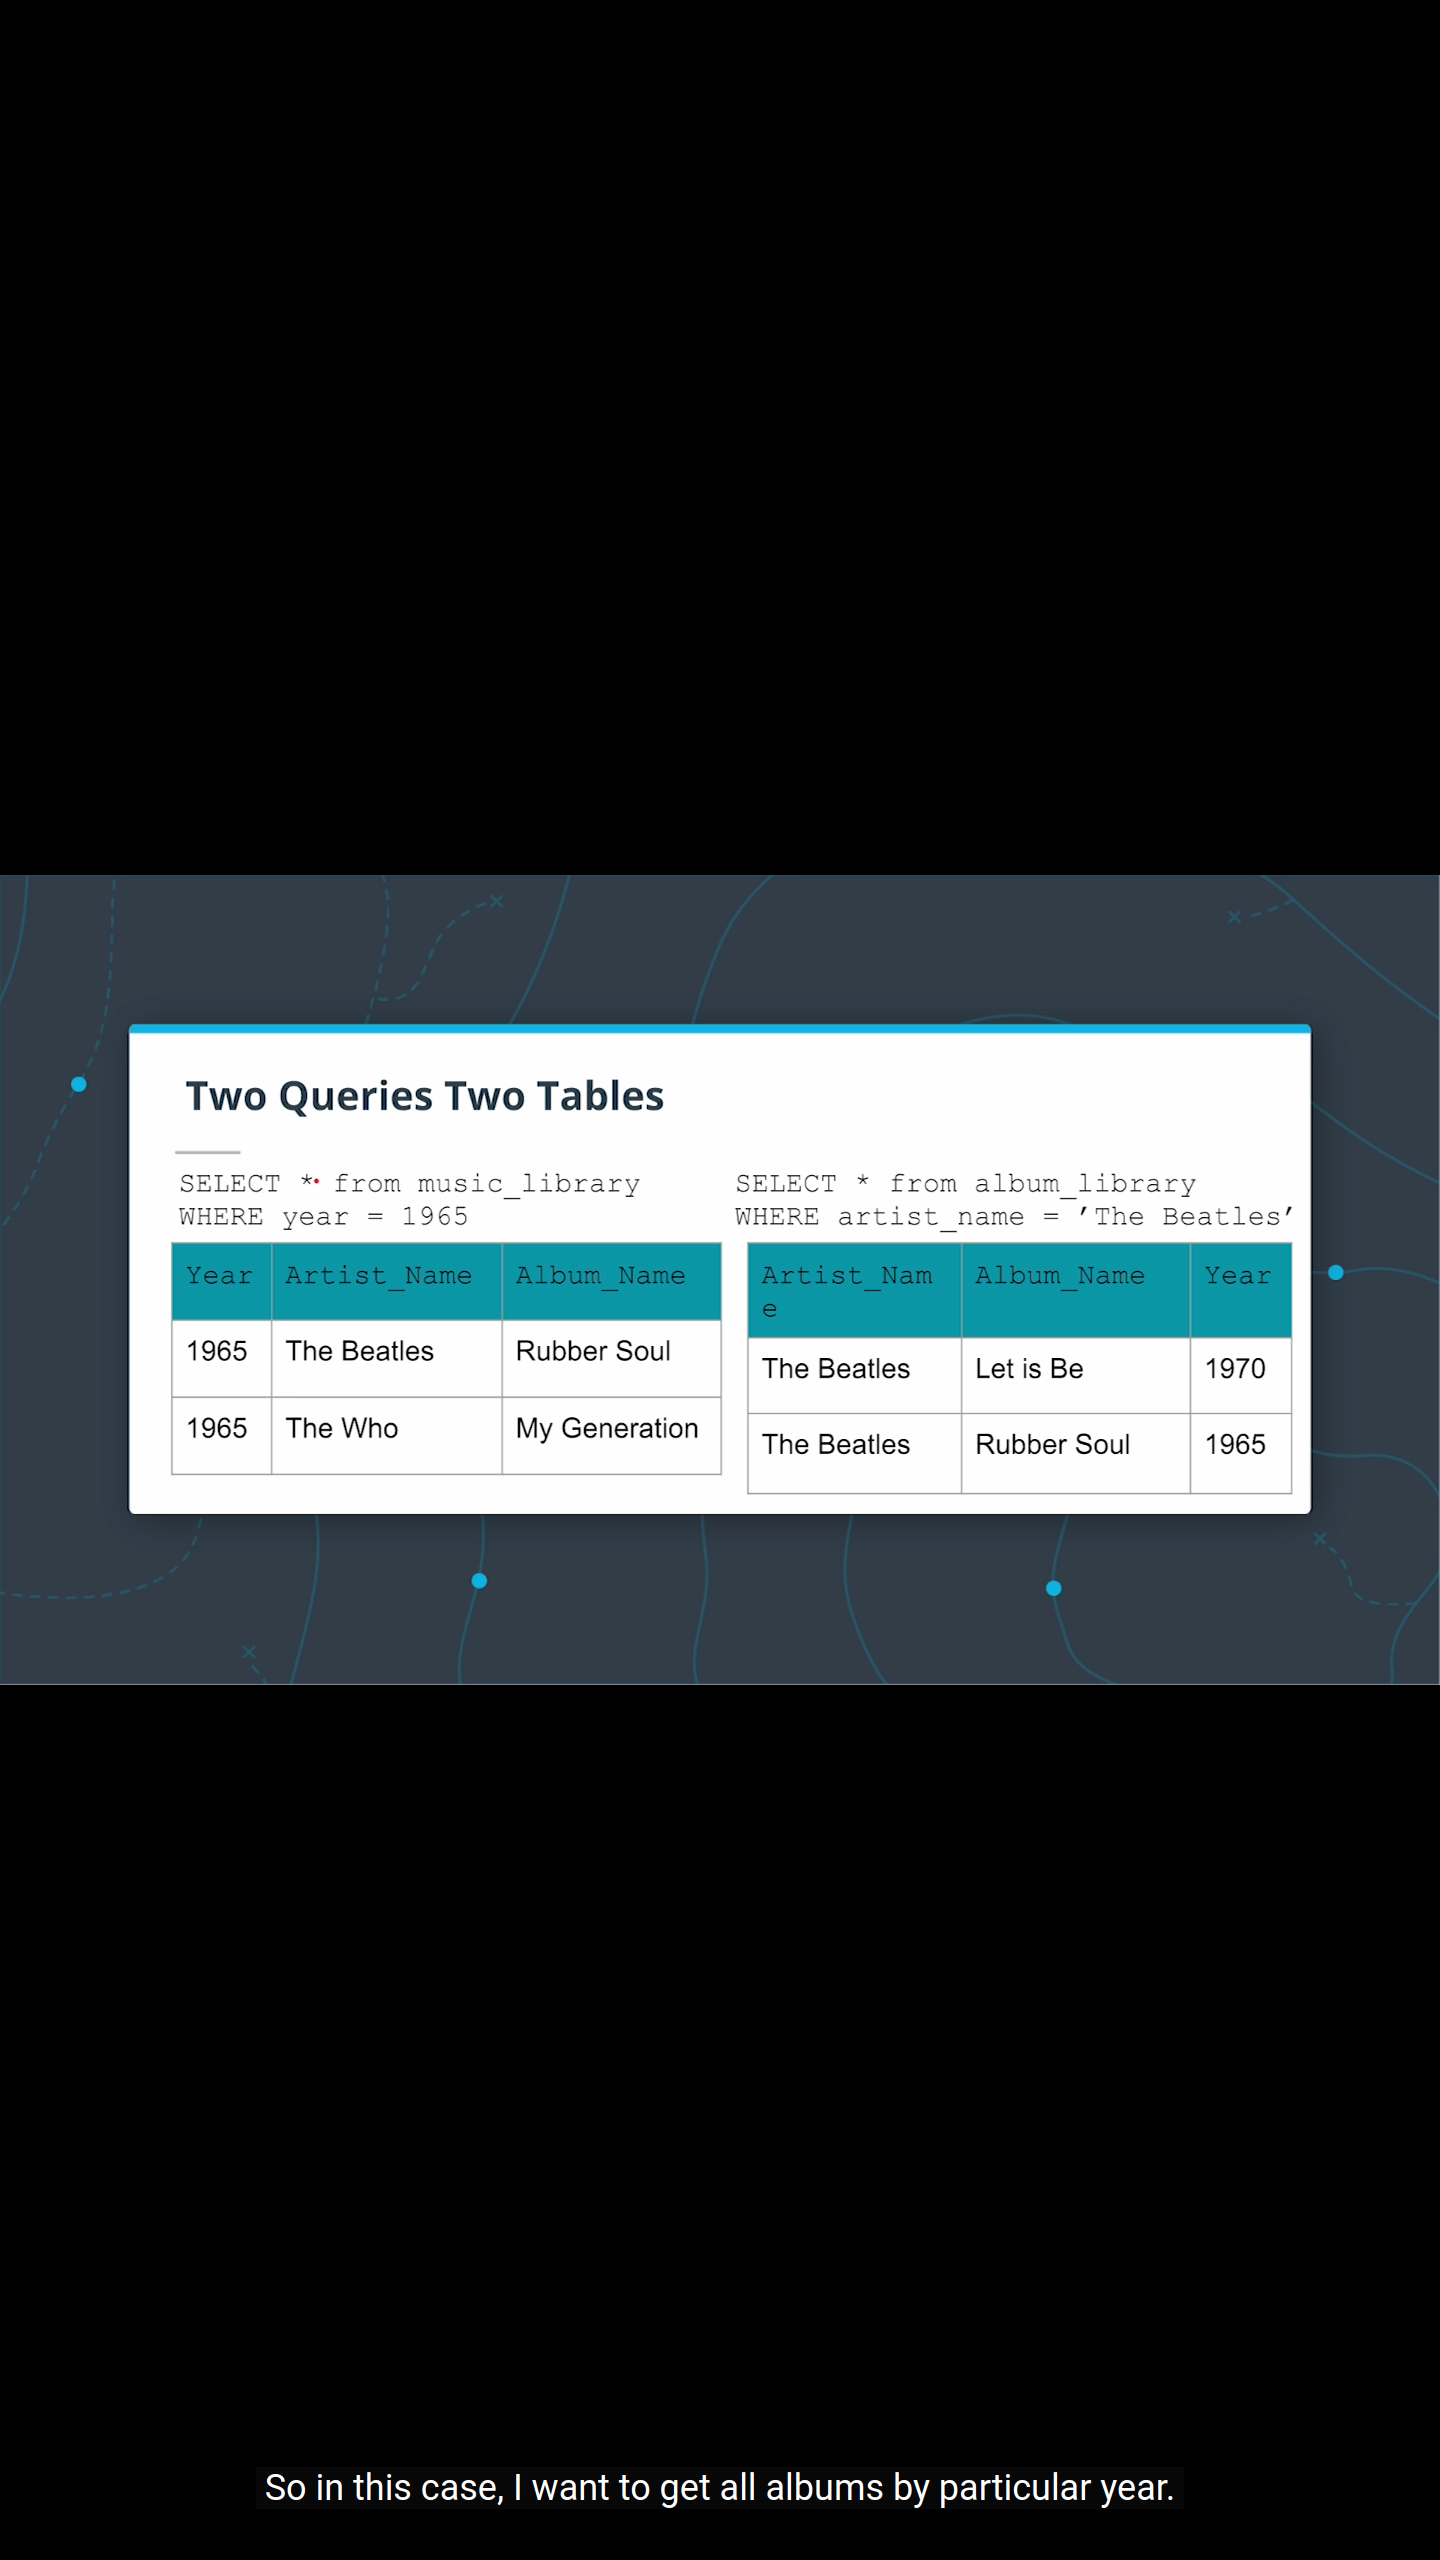 Two Queries Two Tables
SELECT * from music_library
WHERE year = 1965
Year Artist_Name Album_Name
1965 The Beatles Rubber Soul
1965 The Who My Generation
SELECT * from album_library
WHERE artist_name = ’The Beatles’
Artist_Nam
e Album_Name Year
The Beatles Let is Be 1970
The Beatles Rubber Soul 1965
So in this case, I want to get all albums by particular year.